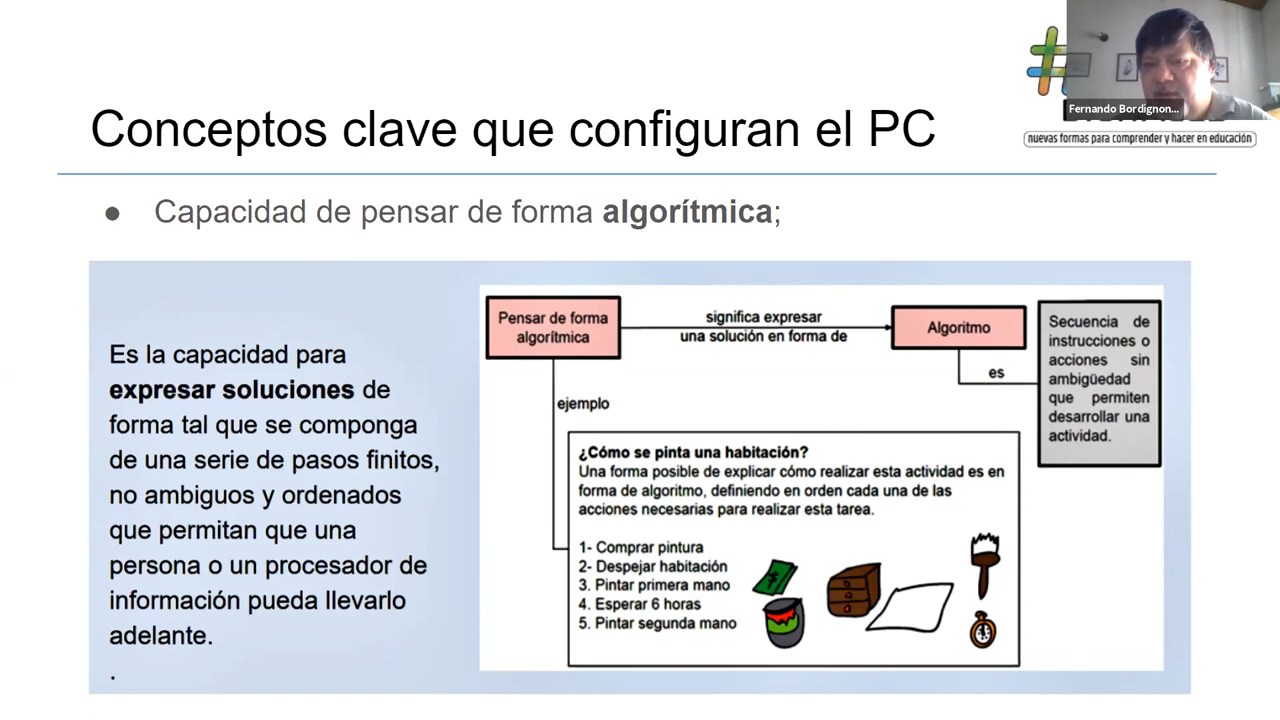 Conceptos clave que configuran el PC
Fernando Bordignon...
nuevas formas para comprender y hacer en educación
● Capacidad de pensar de forma algorítmica;
Es la capacidad para
expresar soluciones de
forma tal que se componga
de una serie de pasos finitos,
no ambiguos y ordenados
que permitan que una
persona o un procesador de
información pueda llevarlo
adelante.
.
Pensar de forma
algorítmica
significa expresar
una solución en forma de
Algoritmo
es
Secuencia de
instrucciones o
acciones sin
ambigüedad
que permiten
desarrollar una
actividad.
ejemplo
¿Cómo se pinta una habitación?
Una forma posible de explicar cómo realizar esta actividad es en
forma de algoritmo, definiendo en orden cada una de las
acciones necesarias para realizar esta tarea.
1- Comprar pintura
2- Despejar habitación
3. Pintar primera mano
4. Esperar 6 horas
5. Pintar segunda mano